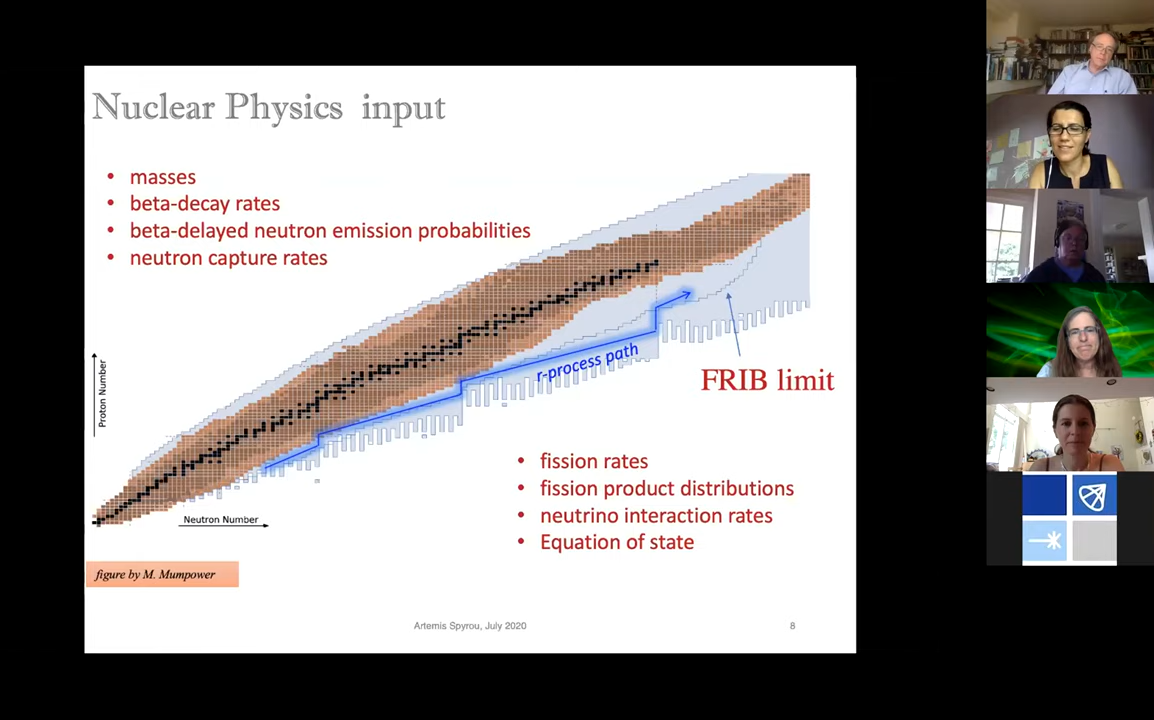 Nuclear Physics input
• masses
• beta-decay rates
• beta-delayed neutron emission probabilities
• neutron capture rates
Proton Number
r-process path
FRIB limit
Neutron Number
• fission rates
• fission product distributions
• neutrino interaction rates
• Equation of state
figure by M. Mumpower
Artemis Spyrou, July 2020
8